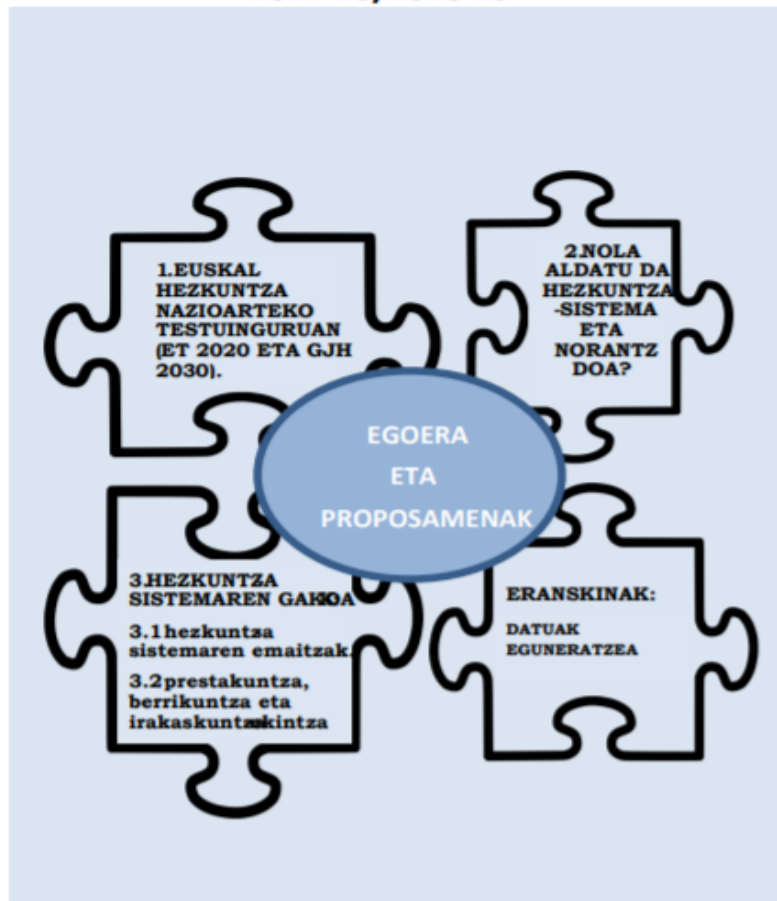 1.EUSKAL
HEZKUNTZA
NAZIOARTEKO
TESTUINGURUAN
(ET 2020 ETA GJH
2030).
2.NOLA
ALDATU DA
HEZKUNTZA
-SISTEMA
ETA
NORANTZ
DOA?
EGOERA
ETA
PROPOSAMENAK
3.HEZKUNTZA
SISTEMAREN
3.1 hezkuntza
sistemaren emaitzak.
3.2 prestakuntza,
berrikuntza eta
ERANSKINAK:
DATUAK
EGUNERATZEA